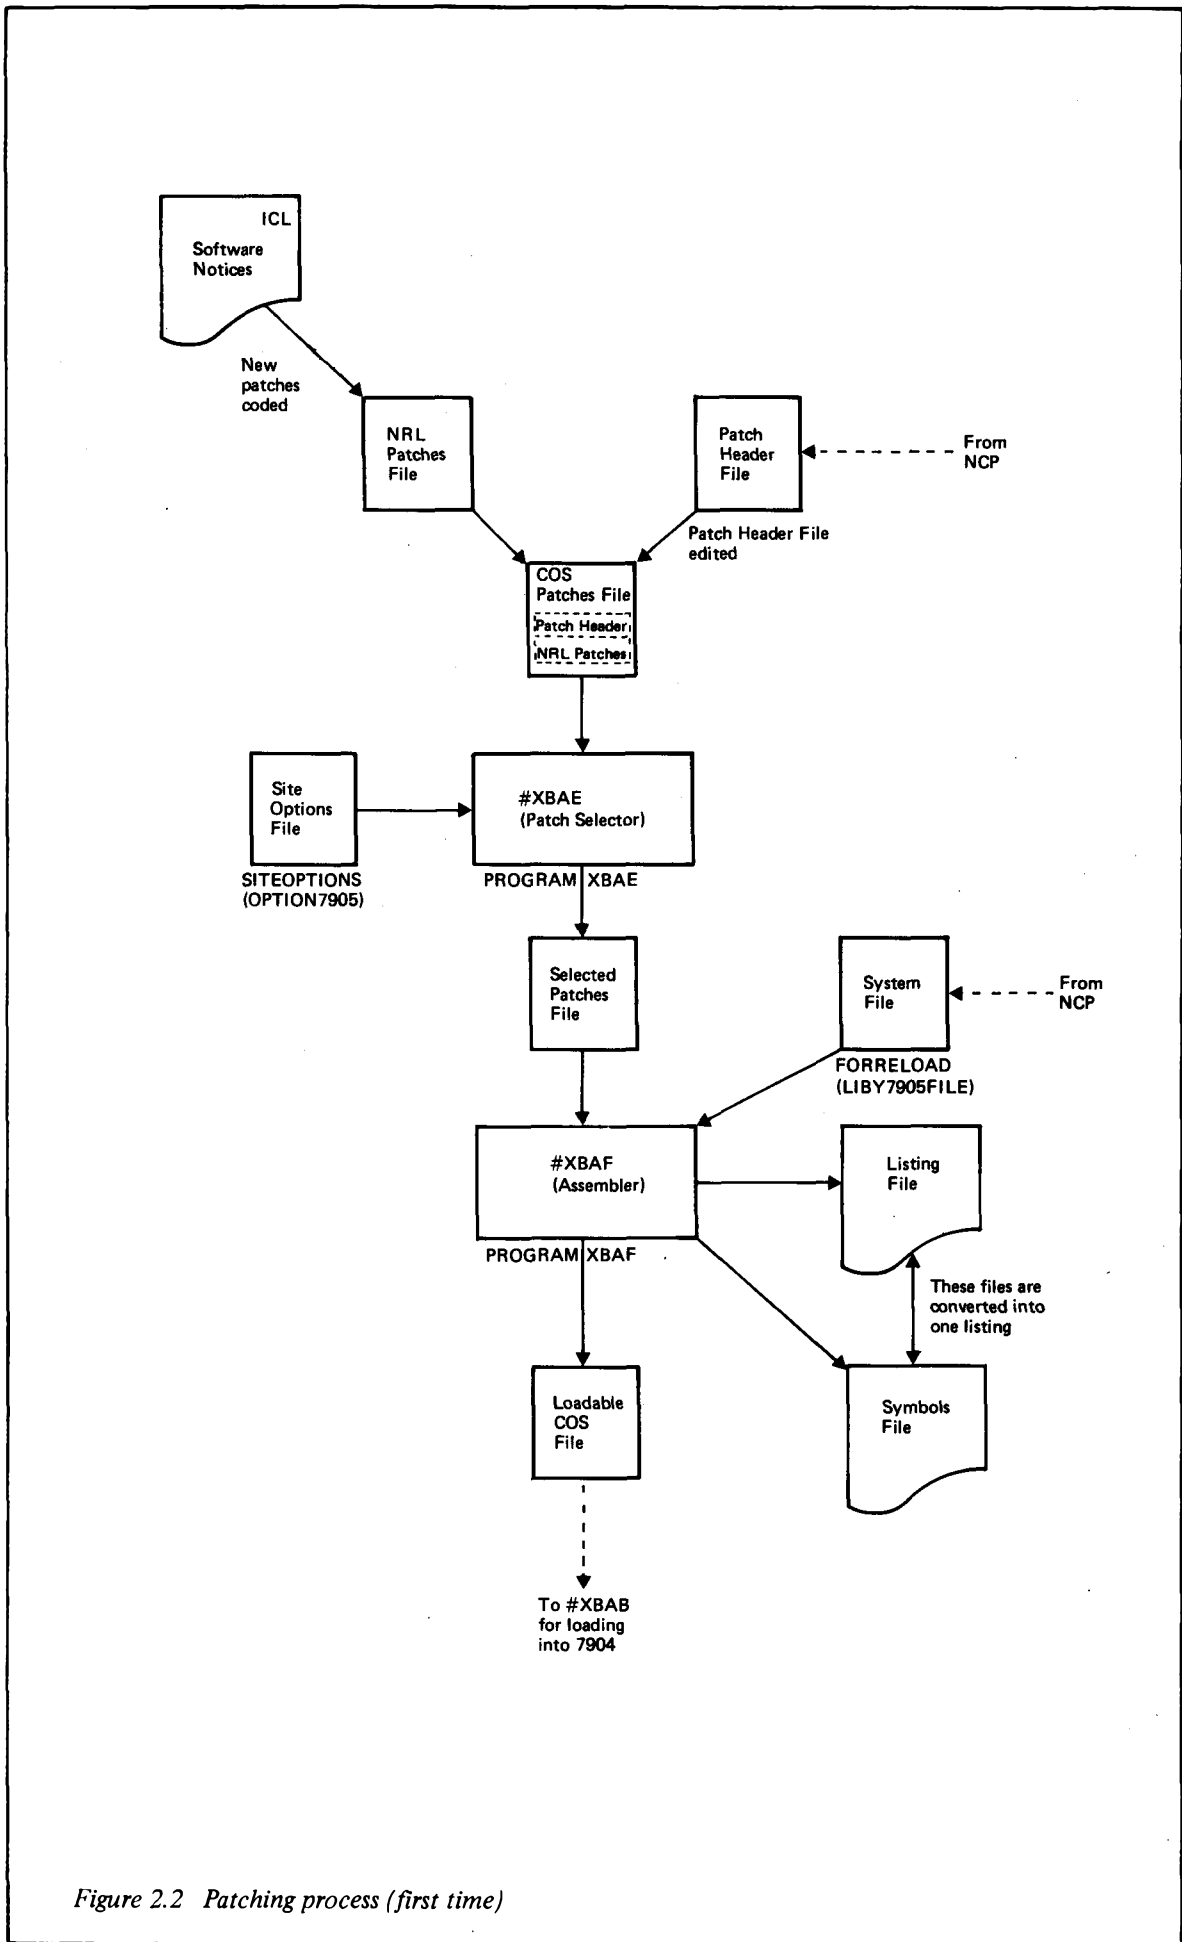 ICL
Software
Notices
New
patches
coded
NRL
Patches
File
Patch
Header
File
From
NCP
Patch Header File
edited
COS
Patches File
Patch Header
NRL Patches
Site
Options
File
#XBAE
(Patch Selector)
SITEOPTIONS
(OPTION7905)
PROGRAM XBAE
Selected
Patches
File
System
File
From
NCP
FORRELOAD
(LIBY7905FILE)
#XBAF
(Assembler)
Listing
File
PROGRAM XBAF
These files are
converted into
one listing
Loadable
COS
File
Symbols
File
To #XBAB
for loading
into 7904
Figure 2.2 Patching process (first time)